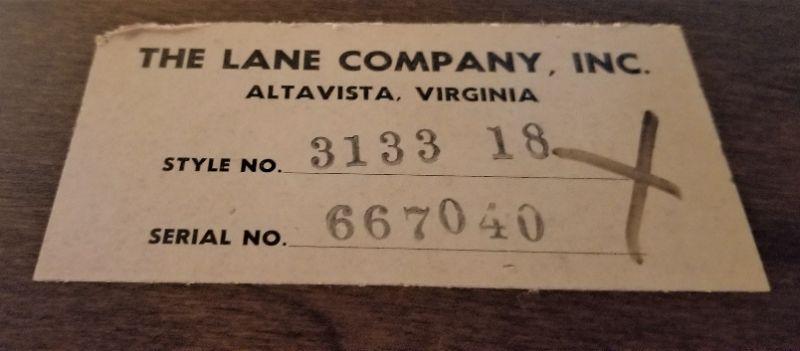 THE LANE COMPANY, INC.
ALTAVISTA, VIRGINIA
STYLE NO. 3133 18
SERIAL NO. 667040